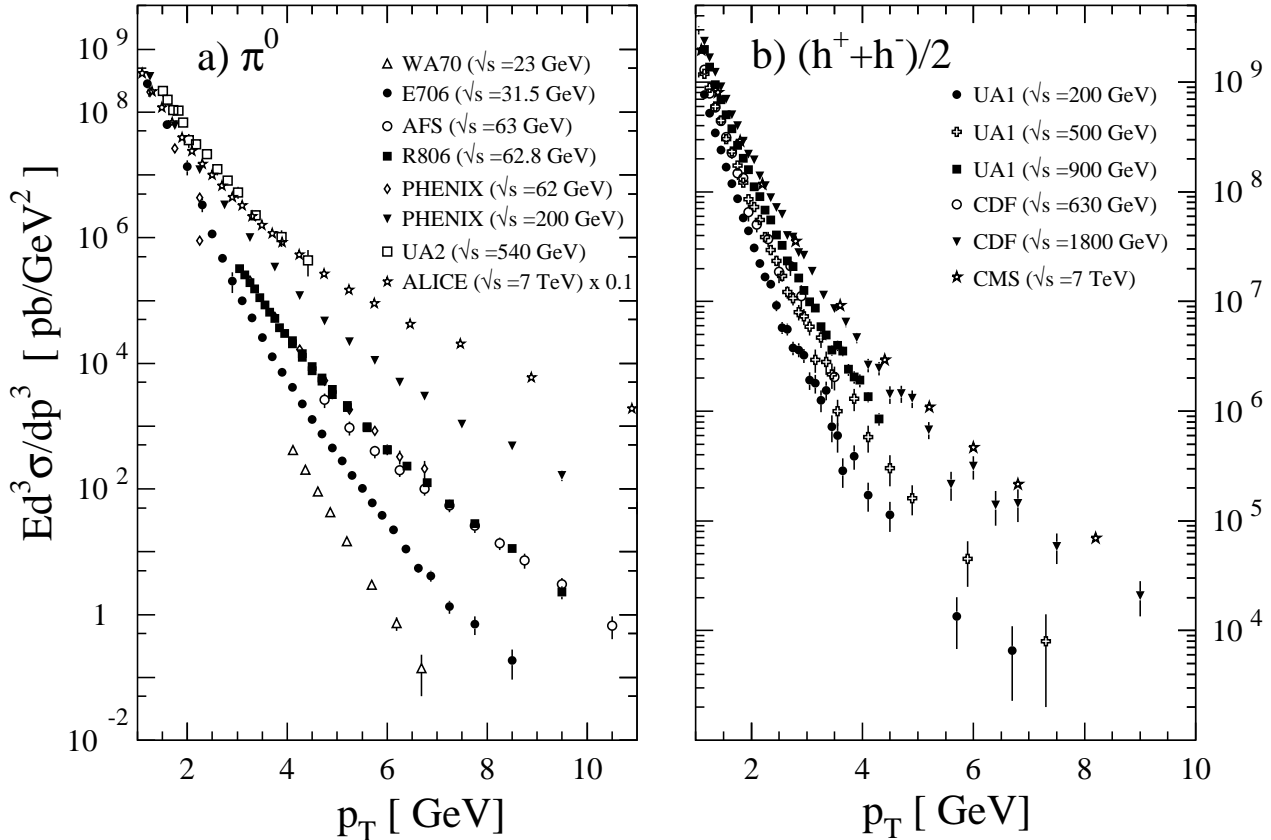 Ed³σ/dp³ [ pb/GeV²]
10⁹
10⁸
10⁶
10⁴
10²
1
10⁻²
a) π⁰
WA70 (√s =23 GeV)
E706 (√s =31.5 GeV)
AFS (√s =63 GeV)
R806 (√s =62.8 GeV)
PHENIX (√s =62 GeV)
PHENIX (√s =200 GeV)
UA2 (√s =540 GeV)
ALICE (√s =7 TeV) x 0.1
2 4 6 8 10
p_T [ GeV]
b) (h⁺+h⁻)/2
UA1 (√s =200 GeV)
UA1 (√s =500 GeV)
UA1 (√s =900 GeV)
CDF (√s =630 GeV)
CDF (√s =1800 GeV)
CMS (√s =7 TeV)
10⁹
10⁸
10⁷
10⁶
10⁵
10⁴
2 4 6 8 10
p_T [ GeV]